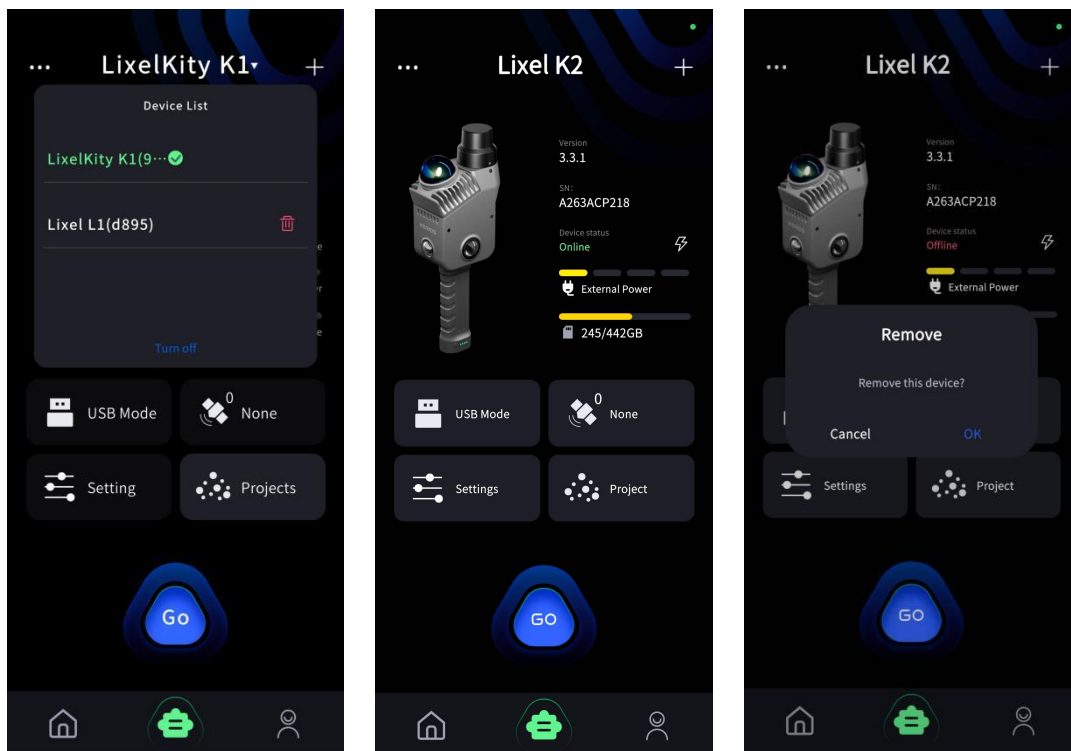 LixelKity K1
Device List
LixelKity K1(9···
Lixel L1(d895)
Turn off
USB Mode
0
None
Setting
Projects
Go
Lixel K2
Version
3.3.1
SN:
A263ACP218
Device status
Online
External Power
245/442GB
USB Mode
0
None
Settings
Project
GO
Lixel K2
Version
3.3.1
SN:
A263ACP218
Device status
Offline
External Power
Remove
Remove this device?
Cancel
OK
Settings
Project
GO